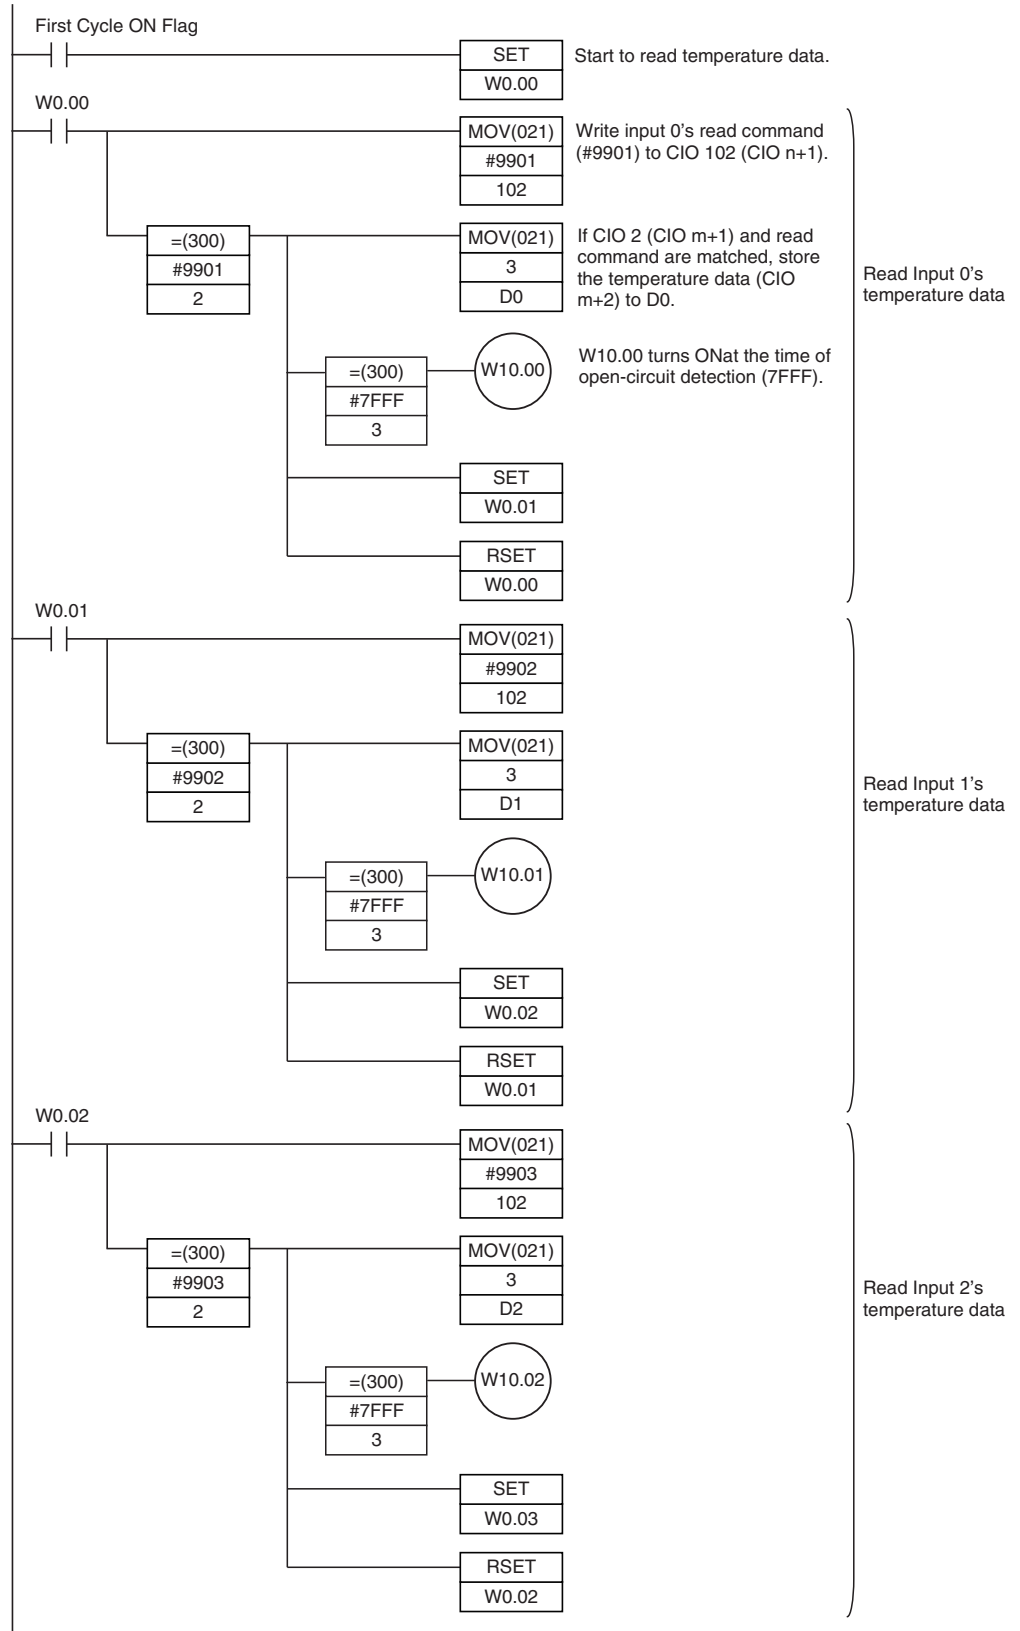 First Cycle ON Flag
SET
W0.00
Start to read temperature data.
W0.00
MOV(021)
#9901
102
Write input 0's read command
(#9901) to CIO 102 (CIO n+1).
=(300)
#9901
2
MOV(021)
3
D0
If CIO 2 (CIO m+1) and read
command are matched, store
the temperature data (CIO
m+2) to D0.
Read Input 0's
temperature data
=(300)
#7FFF
3
W10.00
W10.00 turns ONat the time of
open-circuit detection (7FFF).
SET
W0.01
RSET
W0.00
W0.01
MOV(021)
#9902
102
=(300)
#9902
2
MOV(021)
3
D1
Read Input 1's
temperature data
=(300)
#7FFF
3
W10.01
SET
W0.02
RSET
W0.01
W0.02
MOV(021)
#9903
102
=(300)
#9903
2
MOV(021)
3
D2
Read Input 2's
temperature data
=(300)
#7FFF
3
W10.02
SET
W0.03
RSET
W0.02